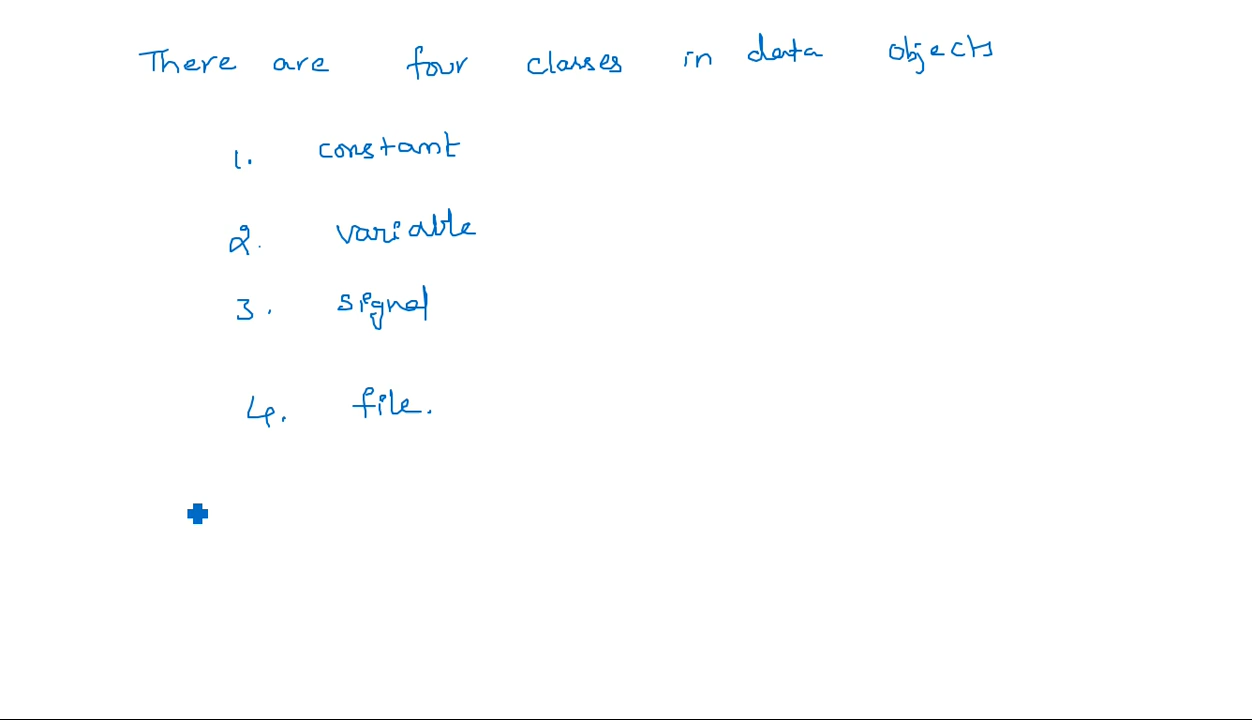 There are four classes in data objects
1. constant
2. variable
3. signal
4. file.